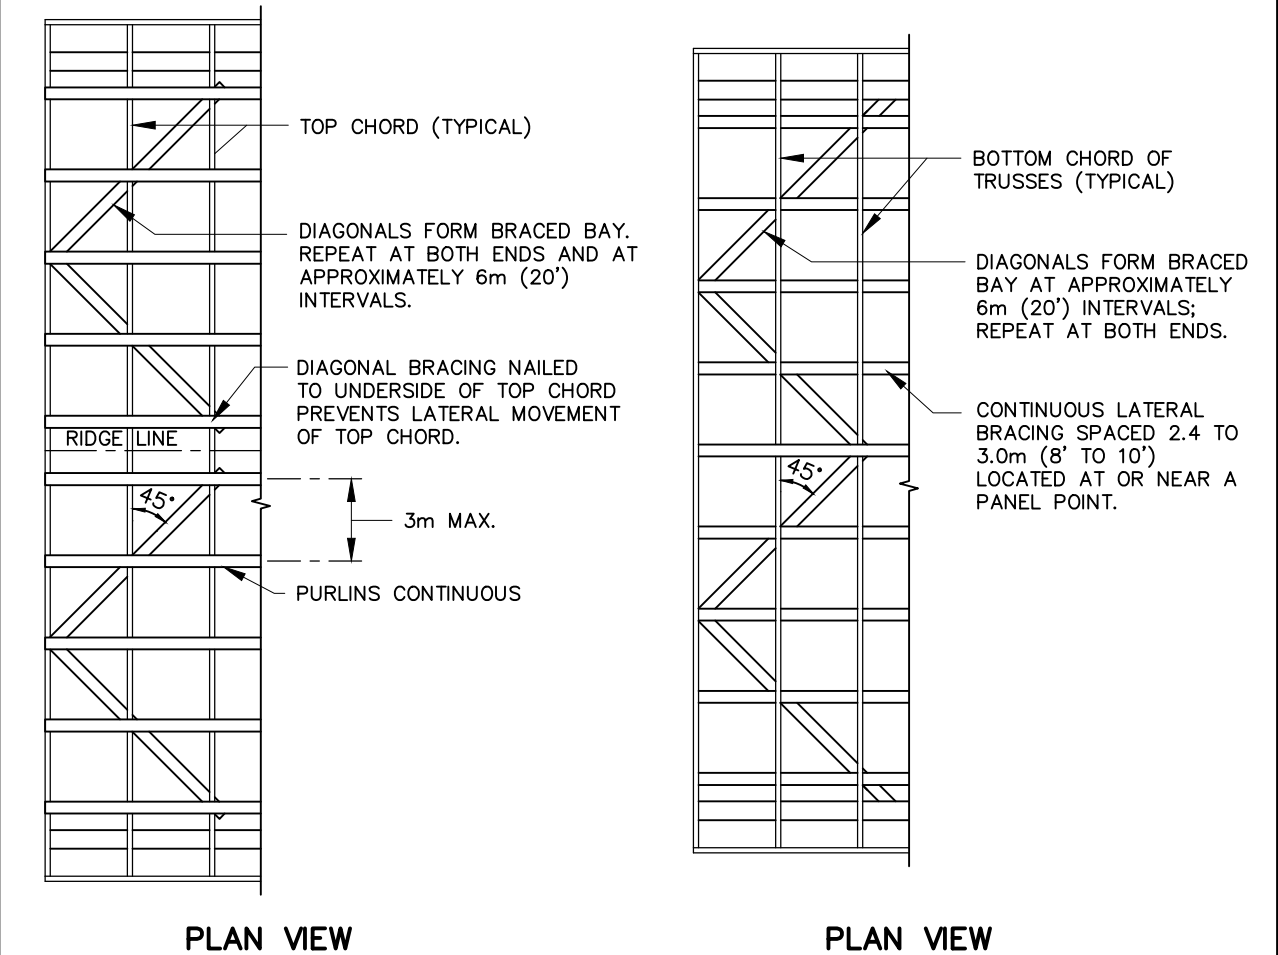 TOP CHORD (TYPICAL)
DIAGONALS FORM BRACED BAY.
REPEAT AT BOTH ENDS AND AT
APPROXIMATELY 6m (20')
INTERVALS.
DIAGONAL BRACING NAILED
TO UNDERSIDE OF TOP CHORD
PREVENTS LATERAL MOVEMENT
OF TOP CHORD.
RIDGE LINE
45°
3m MAX.
PURLINS CONTINUOUS
PLAN VIEW
BOTTOM CHORD OF
TRUSSES (TYPICAL)
DIAGONALS FORM BRACED
BAY AT APPROXIMATELY
6m (20') INTERVALS;
REPEAT AT BOTH ENDS.
CONTINUOUS LATERAL
BRACING SPACED 2.4 TO
3.0m (8' TO 10')
LOCATED AT OR NEAR A
PANEL POINT.
45°
PLAN VIEW